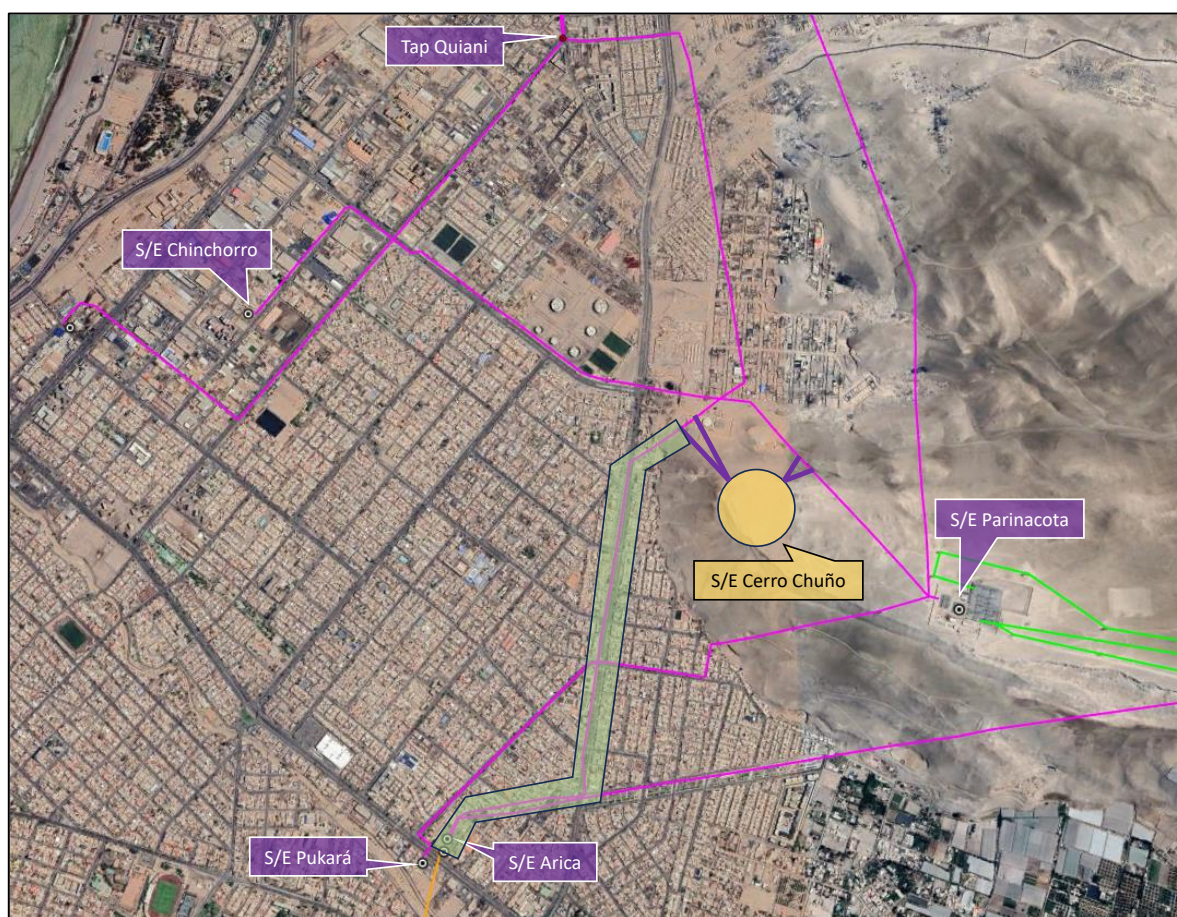 Tap Quiani
S/E Chinchorro
S/E Parinacota
S/E Cerro Chuño
S/E Pukará
S/E Arica